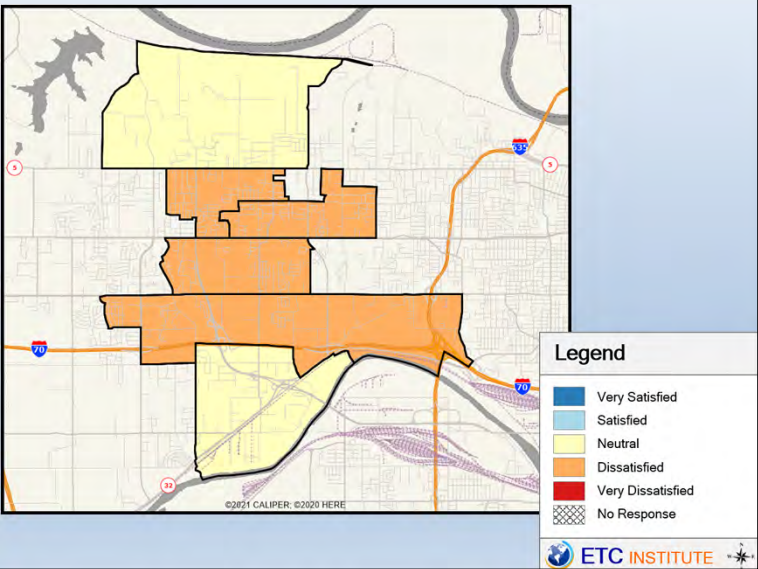 635
5
5
70
Legend
70
Very Satisfied
Satisfied
Neutral
Dissatisfied
32
Very Dissatisfied
©2021 CALIPER; ©2020 HERE
No Response
ETC INSTITUTE